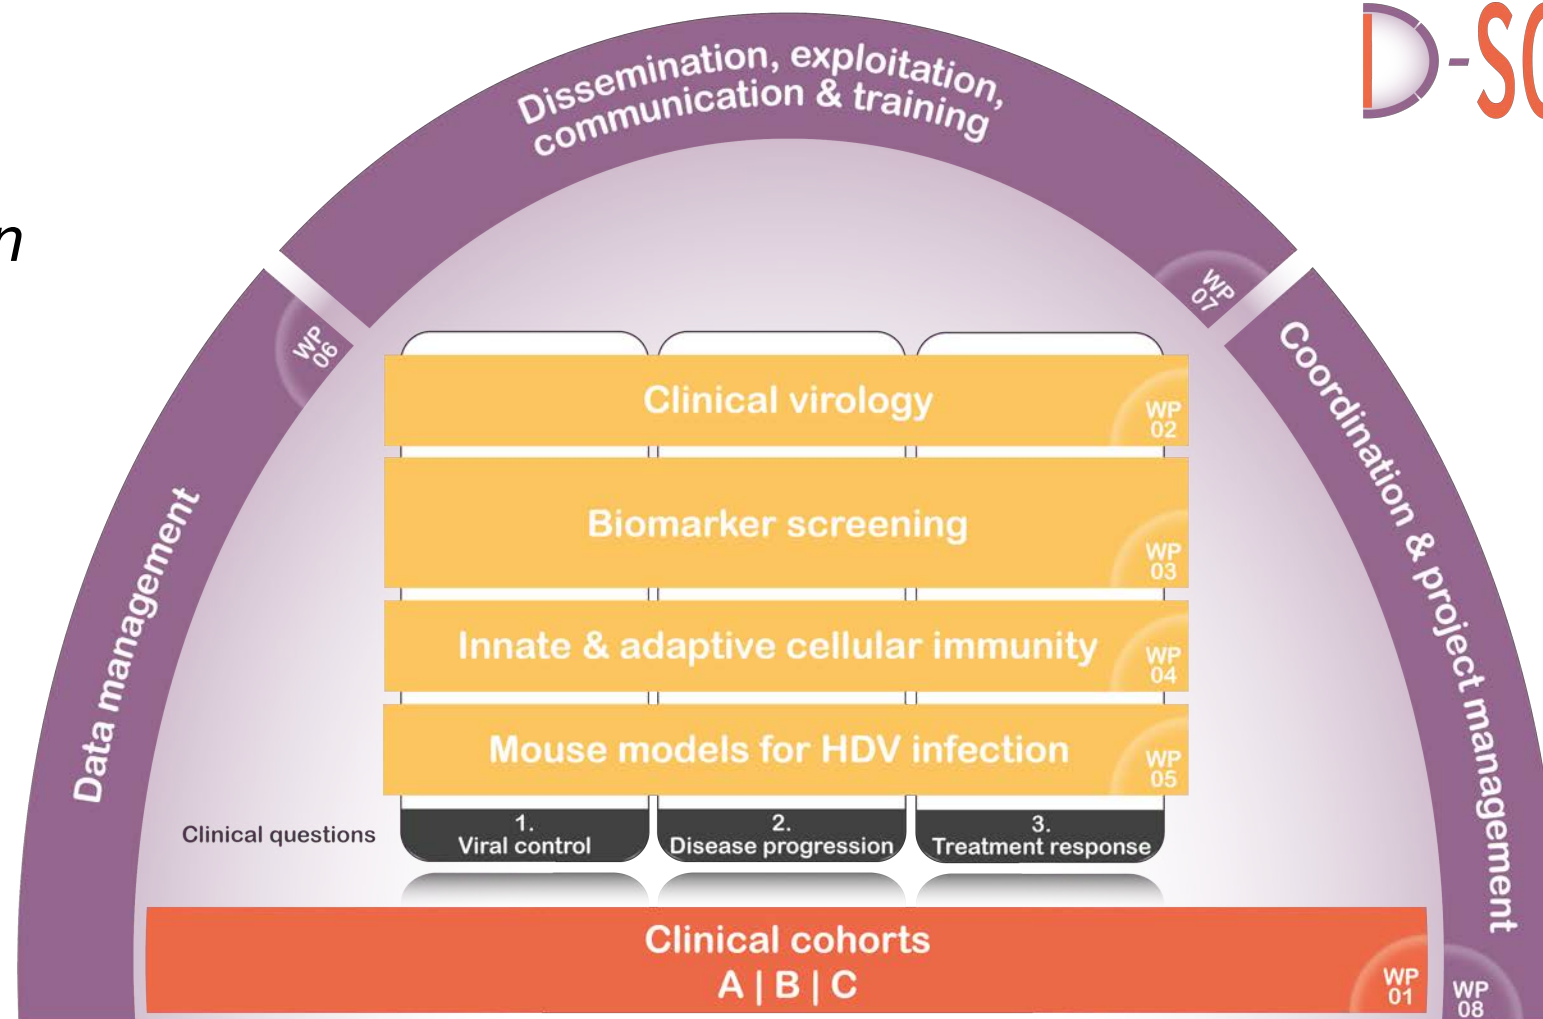 D-SO
Dissemination, exploitation,
communication & training
n
WP
06
WP
07
Data management
Coordination & project management
Clinical virology
WP
02
Biomarker screening
WP
03
Innate & adaptive cellular immunity
WP
04
Mouse models for HDV infection
WP
05
Clinical questions
1.
Viral control
2.
Disease progression
3.
Treatment response
Clinical cohorts
A | B | C
WP
01
WP
08